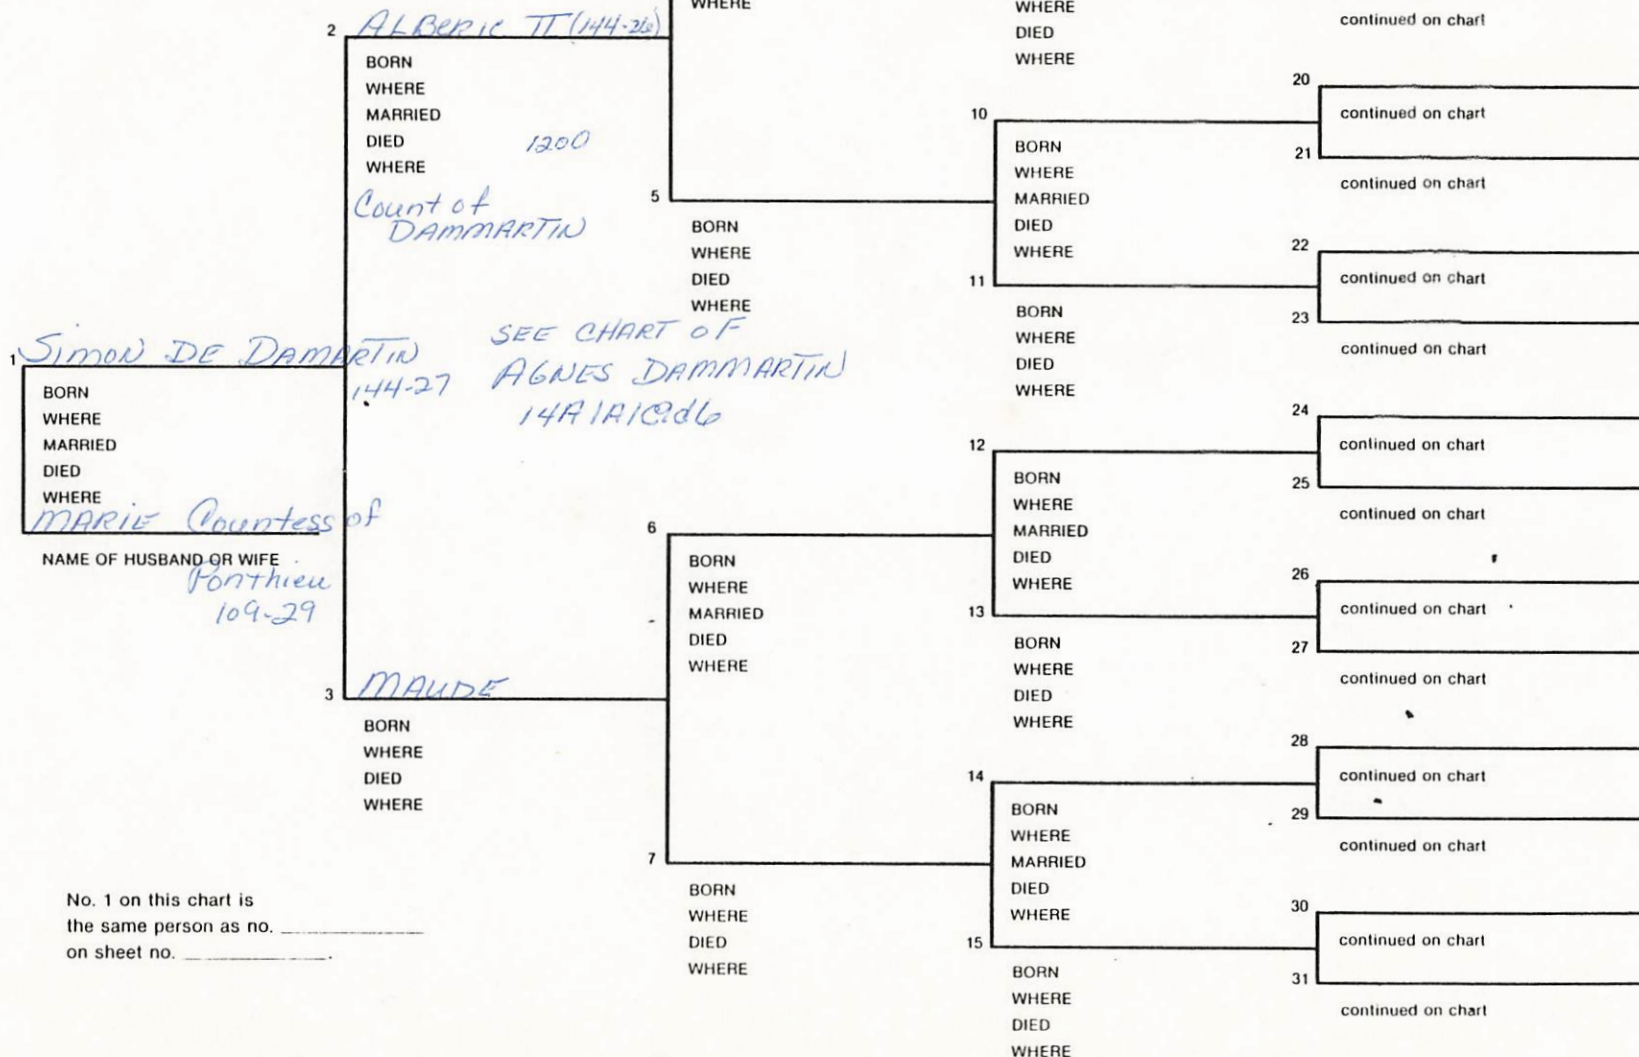 WHERE
2 ALBERIC II (144-26)
BORN
WHERE
MARRIED
DIED 1200
WHERE
Count of
DAMMARTIN
1 SIMON DE DAMARTIN
144-27
BORN
WHERE
MARRIED
DIED
WHERE
MARIE Countess of
NAME OF HUSBAND OR WIFE
Ponthieu
109-29
SEE CHART OF
AGNES DAMMARTIN
3 MAUDE
BORN
WHERE
DIED
WHERE
No. 1 on this chart is
the same person as no.
on sheet no.
5
BORN
WHERE
DIED
WHERE
6
BORN
WHERE
MARRIED
DIED
WHERE
7
BORN
WHERE
DIED
WHERE
WHERE
DIED
WHERE
10
BORN
WHERE
MARRIED
DIED
WHERE
11
BORN
WHERE
DIED
WHERE
12
BORN
WHERE
MARRIED
DIED
WHERE
13
BORN
WHERE
DIED
WHERE
14
BORN
WHERE
MARRIED
DIED
WHERE
15
BORN
WHERE
DIED
WHERE
continued on chart
20
continued on chart
21
continued on chart
22
continued on chart
23
continued on chart
24
continued on chart
25
continued on chart
26
continued on chart
27
continued on chart
28
continued on chart
29
continued on chart
30
continued on chart
31
continued on chart